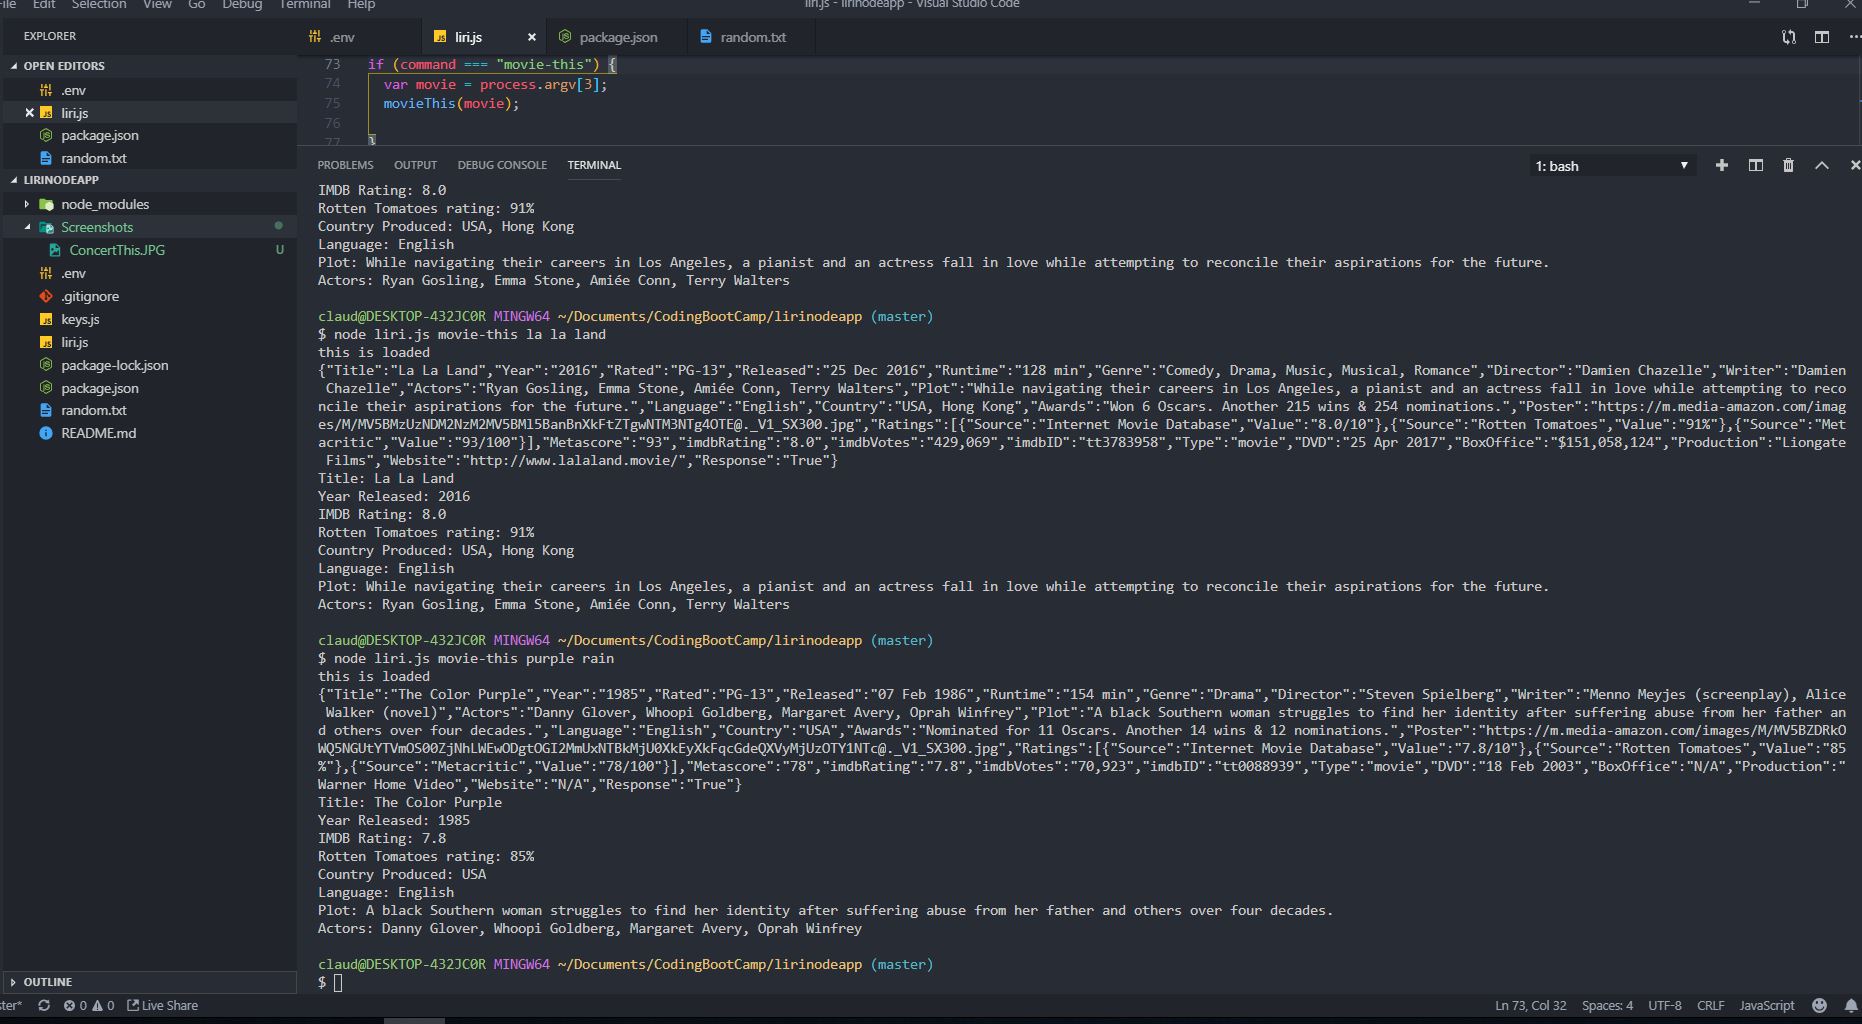 File Edit Selection View Go Debug Terminal Help
liri.js - lirinodeapp - Visual Studio Code
EXPLORER
OPEN EDITORS
.env
liri.js
package.json
random.txt
LIRINODEAPP
node_modules
Screenshots
ConcertThis.JPG U
.env
.gitignore
keys.js
liri.js
package-lock.json
package.json
random.txt
README.md
OUTLINE
.env liri.js package.json random.txt
73 if (command === "movie-this") {
74 var movie = process.argv[3];
75 movieThis(movie);
76
77 }
PROBLEMS OUTPUT DEBUG CONSOLE TERMINAL
1: bash
IMDB Rating: 8.0
Rotten Tomatoes rating: 91%
Country Produced: USA, Hong Kong
Language: English
Plot: While navigating their careers in Los Angeles, a pianist and an actress fall in love while attempting to reconcile their aspirations for the future.
Actors: Ryan Gosling, Emma Stone, Amiée Conn, Terry Walters
claud@DESKTOP-432JC0R MINGW64 ~/Documents/CodingBootCamp/lirinodeapp (master)
$ node liri.js movie-this la la land
this is loaded
{"Title":"La La Land","Year":"2016","Rated":"PG-13","Released":"25 Dec 2016","Runtime":"128 min","Genre":"Comedy, Drama, Music, Musical, Romance","Director":"Damien Chazelle","Writer":"Damien
Chazelle","Actors":"Ryan Gosling, Emma Stone, Amiée Conn, Terry Walters","Plot":"While navigating their careers in Los Angeles, a pianist and an actress fall in love while attempting to reco
ncile their aspirations for the future.","Language":"English","Country":"USA, Hong Kong","Awards":"Won 6 Oscars. Another 215 wins & 254 nominations.","Poster":"https://m.media-amazon.com/imag
es/M/MV5BMzUzNDM2NzM2MV5BMl5BanBnXkFtZTgwNTM3NTg4OTE@._V1_SX300.jpg","Ratings":[{"Source":"Internet Movie Database","Value":"8.0/10"},{"Source":"Rotten Tomatoes","Value":"91%"},{"Source":"Met
acritic","Value":"93/100"}],"Metascore":"93","imdbRating":"8.0","imdbVotes":"429,069","imdbID":"tt3783958","Type":"movie","DVD":"25 Apr 2017","BoxOffice":"$151,058,124","Production":"Liongate
Films","Website":"http://www.lalaland.movie/","Response":"True"}
Title: La La Land
Year Released: 2016
IMDB Rating: 8.0
Rotten Tomatoes rating: 91%
Country Produced: USA, Hong Kong
Language: English
Plot: While navigating their careers in Los Angeles, a pianist and an actress fall in love while attempting to reconcile their aspirations for the future.
Actors: Ryan Gosling, Emma Stone, Amiée Conn, Terry Walters
claud@DESKTOP-432JC0R MINGW64 ~/Documents/CodingBootCamp/lirinodeapp (master)
$ node liri.js movie-this purple rain
this is loaded
{"Title":"The Color Purple","Year":"1985","Rated":"PG-13","Released":"07 Feb 1986","Runtime":"154 min","Genre":"Drama","Director":"Steven Spielberg","Writer":"Menno Meyjes (screenplay), Alice
Walker (novel)","Actors":"Danny Glover, Whoopi Goldberg, Margaret Avery, Oprah Winfrey","Plot":"A black Southern woman struggles to find her identity after suffering abuse from her father an
d others over four decades.","Language":"English","Country":"USA","Awards":"Nominated for 11 Oscars. Another 14 wins & 12 nominations.","Poster":"https://m.media-amazon.com/images/M/MV5BZDRkO
WQ5NGUtYTVmOS00ZjNhLWEwODgtOGI2MmUxNTBkMjU0XkEyXkFqcGdeQXVyMjUzOTY1NTc@._V1_SX300.jpg","Ratings":[{"Source":"Internet Movie Database","Value":"7.8/10"},{"Source":"Rotten Tomatoes","Value":"85
%"},{"Source":"Metacritic","Value":"78/100"}],"Metascore":"78","imdbRating":"7.8","imdbVotes":"70,923","imdbID":"tt0088939","Type":"movie","DVD":"18 Feb 2003","BoxOffice":"N/A","Production":"
Warner Home Video","Website":"N/A","Response":"True"}
Title: The Color Purple
Year Released: 1985
IMDB Rating: 7.8
Rotten Tomatoes rating: 85%
Country Produced: USA
Language: English
Plot: A black Southern woman struggles to find her identity after suffering abuse from her father and others over four decades.
Actors: Danny Glover, Whoopi Goldberg, Margaret Avery, Oprah Winfrey
claud@DESKTOP-432JC0R MINGW64 ~/Documents/CodingBootCamp/lirinodeapp (master)
$
ster* 0 0 Live Share
Ln 73, Col 32 Spaces: 4 UTF-8 CRLF JavaScript